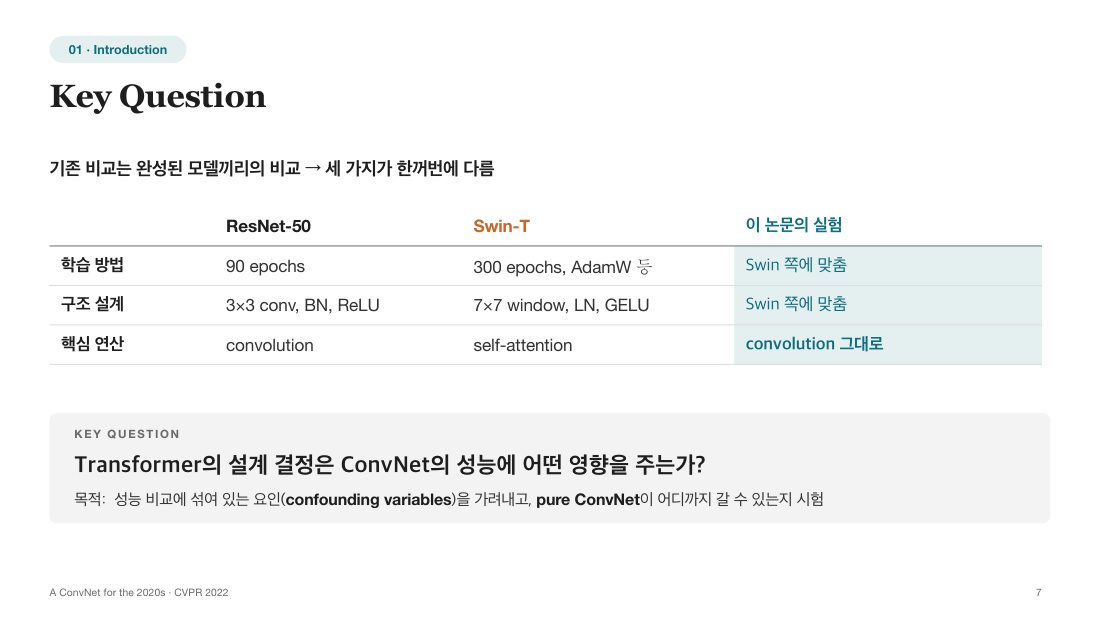 01 · Introduction
Key Question
기존 비교는 완성된 모델끼리의 비교 → 세 가지가 한꺼번에 다름
ResNet-50 Swin-T 이 논문의 실험
학습 방법 90 epochs 300 epochs, AdamW 등 Swin 쪽에 맞춤
구조 설계 3×3 conv, BN, ReLU 7×7 window, LN, GELU Swin 쪽에 맞춤
핵심 연산 convolution self-attention convolution 그대로
KEY QUESTION
Transformer의 설계 결정은 ConvNet의 성능에 어떤 영향을 주는가?
목적: 성능 비교에 섞여 있는 요인(confounding variables)을 가려내고, pure ConvNet이 어디까지 갈 수 있는지 시험
A ConvNet for the 2020s · CVPR 2022 7